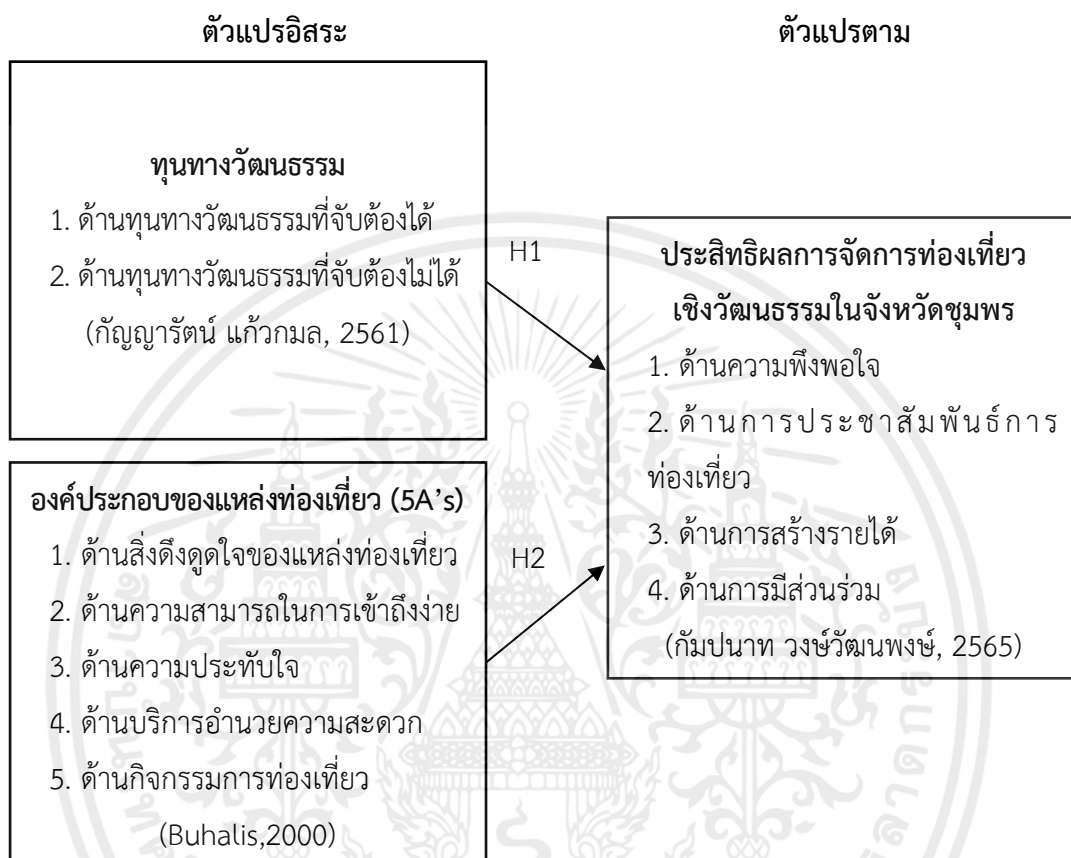 ตัวแปรอิสระ
ตัวแปรตาม
ทุนทางวัฒนธรรม
1. ด้านทุนทางวัฒนธรรมที่จับต้องได้
2. ด้านทุนทางวัฒนธรรมที่จับต้องไม่ได้
(กัญญารัตน์ แก้วกมล, 2561)
H1
องค์ประกอบของแหล่งท่องเที่ยว (5A’s)
1. ด้านสิ่งดึงดูดใจของแหล่งท่องเที่ยว
2. ด้านความสามารถในการเข้าถึงง่าย
3. ด้านความประทับใจ
4. ด้านบริการอำนวยความสะดวก
5. ด้านกิจกรรมการท่องเที่ยว
(Buhalis,2000)
H2
ประสิทธิผลการจัดการท่องเที่ยว
เชิงวัฒนธรรมในจังหวัดชุมพร
1. ด้านความพึงพอใจ
2. ด้านการประชาสัมพันธ์การ
ท่องเที่ยว
3. ด้านการสร้างรายได้
4. ด้านการมีส่วนร่วม
(กัมปนาท วงษ์วัฒนพงษ์, 2565)